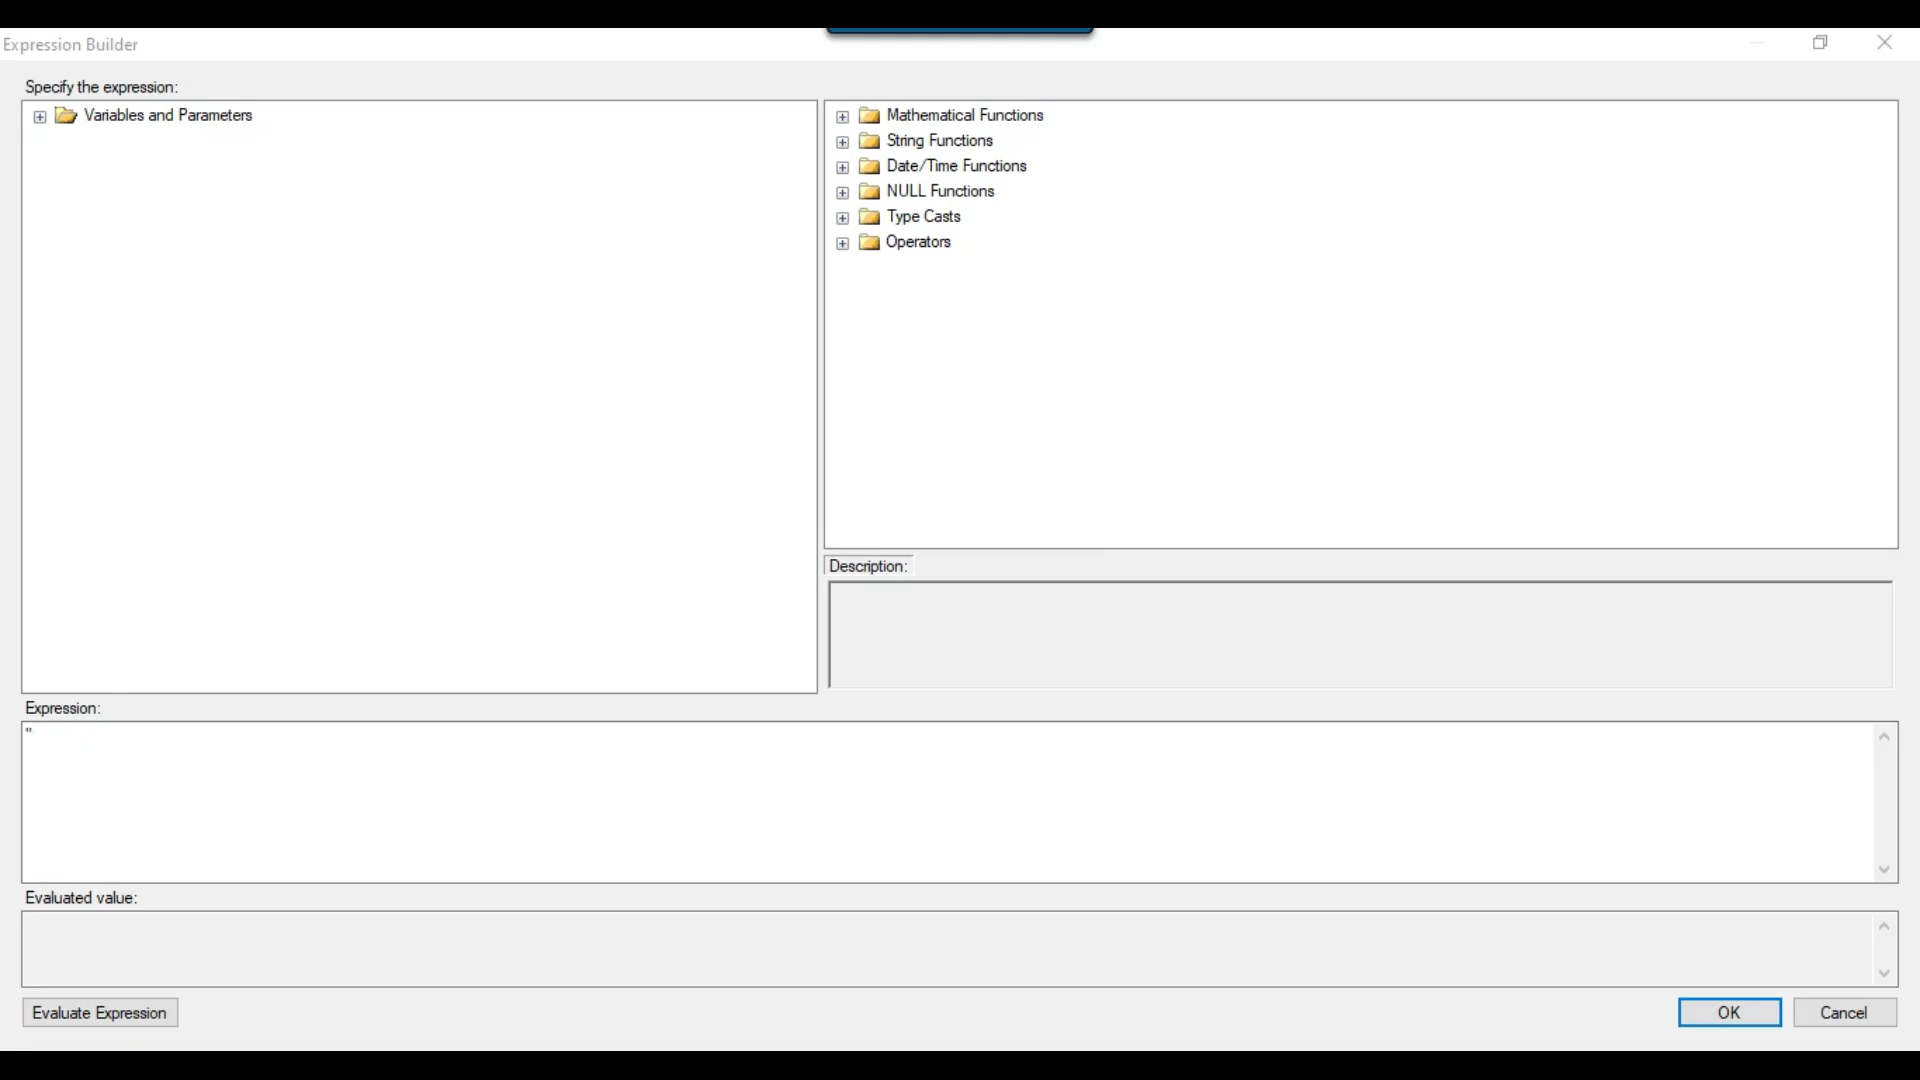 Expression Builder
Specify the expression:
Variables and Parameters
Mathematical Functions
String Functions
Date/Time Functions
NULL Functions
Type Casts
Operators
Description:
Expression:
"
Evaluated value:
Evaluate Expression
OK
Cancel